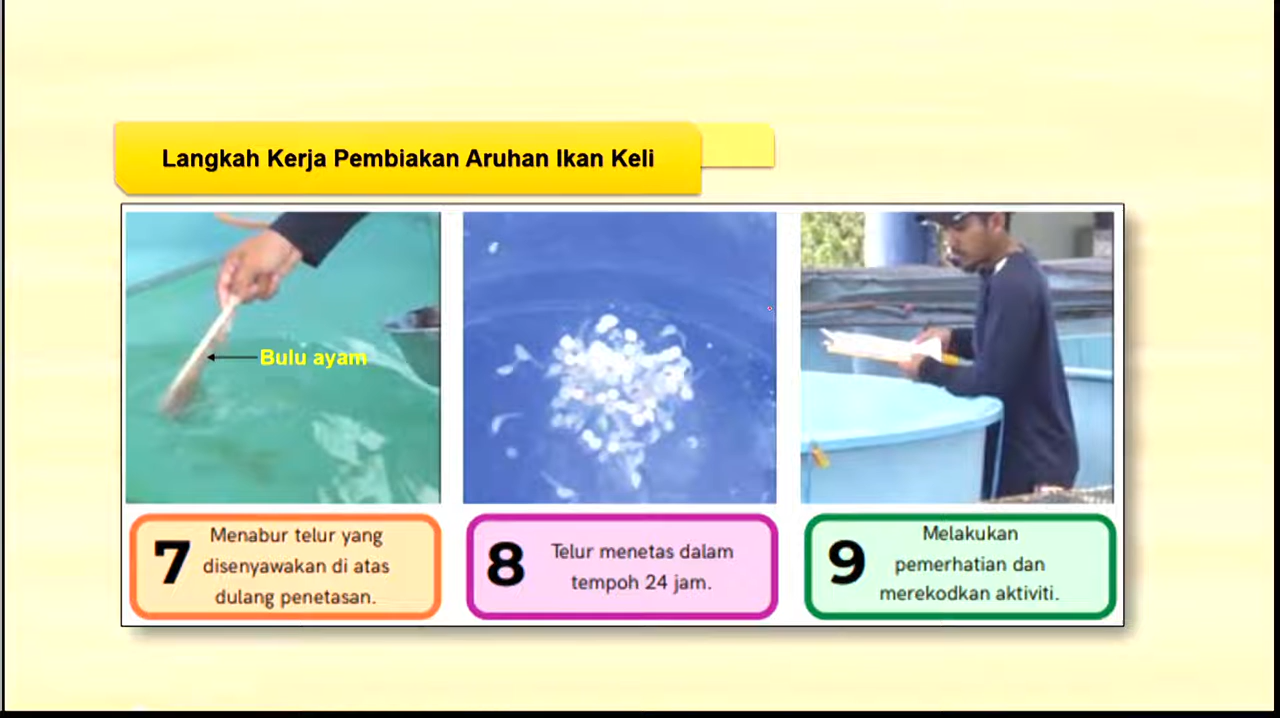 Langkah Kerja Pembiakan Aruhan Ikan Keli
Bulu ayam
7
Menabur telur yang
disenyawakan di atas
dulang penetasan.
8
Telur menetas dalam
tempoh 24 jam.
9
Melakukan
pemerhatian dan
merekodkan aktiviti.